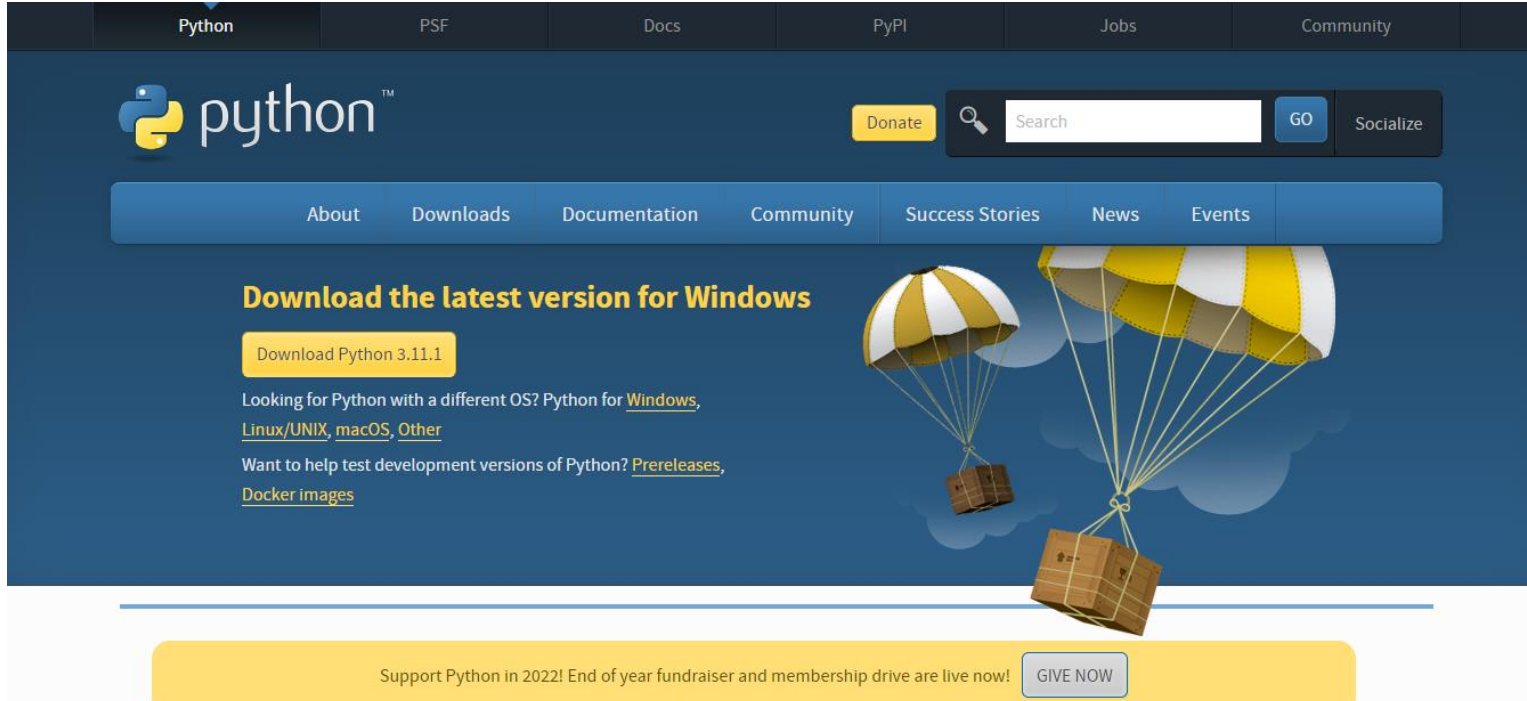 Python PSF Docs PyPI Jobs Community
python™
Donate Search GO Socialize
About Downloads Documentation Community Success Stories News Events
Download the latest version for Windows
Download Python 3.11.1
Looking for Python with a different OS? Python for Windows,
Linux/UNIX, macOS, Other
Want to help test development versions of Python? Prereleases,
Docker images
Support Python in 2022! End of year fundraiser and membership drive are live now! GIVE NOW